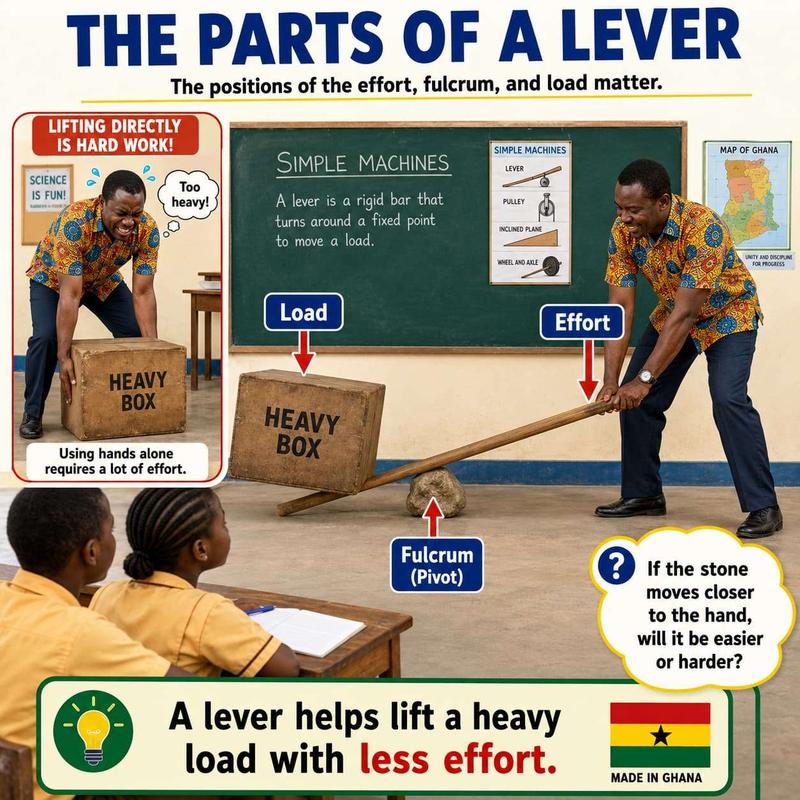 THE PARTS OF A LEVER
The positions of the effort, fulcrum, and load matter.
LIFTING DIRECTLY
IS HARD WORK!
SCIENCE
IS FUN!
Too
heavy!
HEAVY
BOX
Using hands alone
requires a lot of effort.
SIMPLE MACHINES
A lever is a rigid bar that
turns around a fixed point
to move a load.
SIMPLE MACHINES
LEVER
PULLEY
INCLINED PLANE
WHEEL AND AXLE
MAP OF GHANA
UNITY AND DISCIPLINE
FOR PROGRESS
Load
Effort
HEAVY
BOX
Fulcrum
(Pivot)
?
If the stone
moves closer
to the hand,
will it be easier
or harder?
A lever helps lift a heavy
load with less effort.
MADE IN GHANA